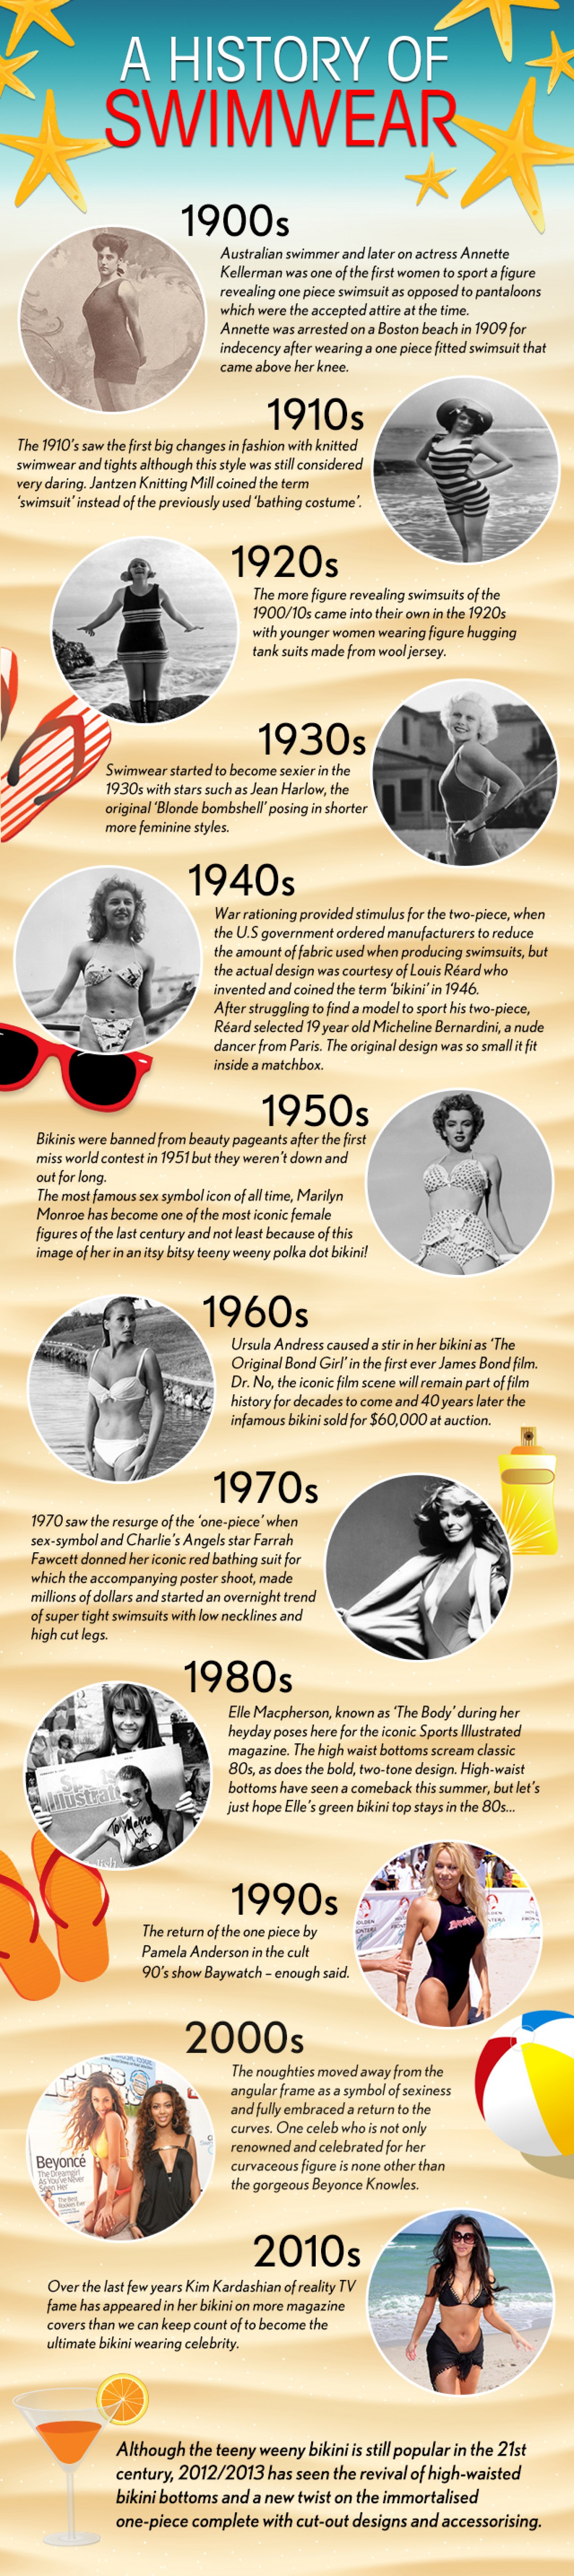 A HISTORY OF
SWIMWEAR
1900s
Australian swimmer and later on actress Annette
Kellerman was one of the first women to sport a figure
revealing one piece swimsuit as opposed to pantaloons
which were the accepted attire at the time.
Annette was arrested on a Boston beach in 1909 for
indecency after wearing a one piece fitted swimsuit that
came above her knee.
1910s
The 1910's saw the first big changes in fashion with knitted
swimwear and tights although this style was still considered
very daring. Jantzen Knitting Mill coined the term
'swimsuit' instead of the previously used 'bathing costume'.
1920s
The more figure revealing swimsuits of the
1900/10s came into their own in the 1920s
with younger women wearing figure hugging
tank suits made from wool jersey.
1930s
Swimwear started to become sexier in the
1930s with stars such as Jean Harlow, the
original 'Blonde bombshell' posing in shorter
more feminine styles.
1940s
War rationing provided stimulus for the two-piece, when
the U.S government ordered manufacturers to reduce
the amount of fabric used when producing swimsuits, but
the actual design was courtesy of Louis Réard who
invented and coined the term 'bikini' in 1946.
After struggling to find a model to sport his two-piece,
Réard selected 19 year old Micheline Bernardini, a nude
dancer from Paris. The original design was so small it fit
inside a matchbox.
1950s
Bikinis were banned from beauty pageants after the first
miss world contest in 1951 but they weren't down and
out for long.
The most famous sex symbol icon of all time, Marilyn
Monroe has become one of the most iconic female
figures of the last century and not least because of this
image of her in an itsy bitsy teeny weeny polka dot bikini!
1960s
Ursula Andress caused a stir in her bikini as 'The
Original Bond Girl' in the first ever James Bond film.
Dr. No, the iconic film scene will remain part of film
history for decades to come and 40 years later the
infamous bikini sold for $60,000 at auction.
1970s
1970 saw the resurge of the 'one-piece' when
sex-symbol and Charlie's Angels star Farrah
Fawcett donned her iconic red bathing suit for
which the accompanying poster shoot, made
millions of dollars and started an overnight trend
of super tight swimsuits with low necklines and
high cut legs.
1980s
Elle Macpherson, known as 'The Body' during her
heyday poses here for the iconic Sports Illustrated
magazine. The high waist bottoms scream classic
80s, as does the bold, two-tone design. High-waist
bottoms have seen a comeback this summer, but let's
just hope Elle's green bikini top stays in the 80s...
1990s
The return of the one piece by
Pamela Anderson in the cult
90's show Baywatch – enough said.
2000s
The noughties moved away from the
angular frame as a symbol of sexiness
and fully embraced a return to the
curves. One celeb who is not only
renowned and celebrated for her
curvaceous figure is none other than
the gorgeous Beyonce Knowles.
Beyoncé
The Dreamgirl
As You've Never
Seen Her
2010s
Over the last few years Kim Kardashian of reality TV
fame has appeared in her bikini on more magazine
covers than we can keep count of to become the
ultimate bikini wearing celebrity.
Although the teeny weeny bikini is still popular in the 21st
century, 2012/2013 has seen the revival of high-waisted
bikini bottoms and a new twist on the immortalised
one-piece complete with cut-out designs and accessorising.